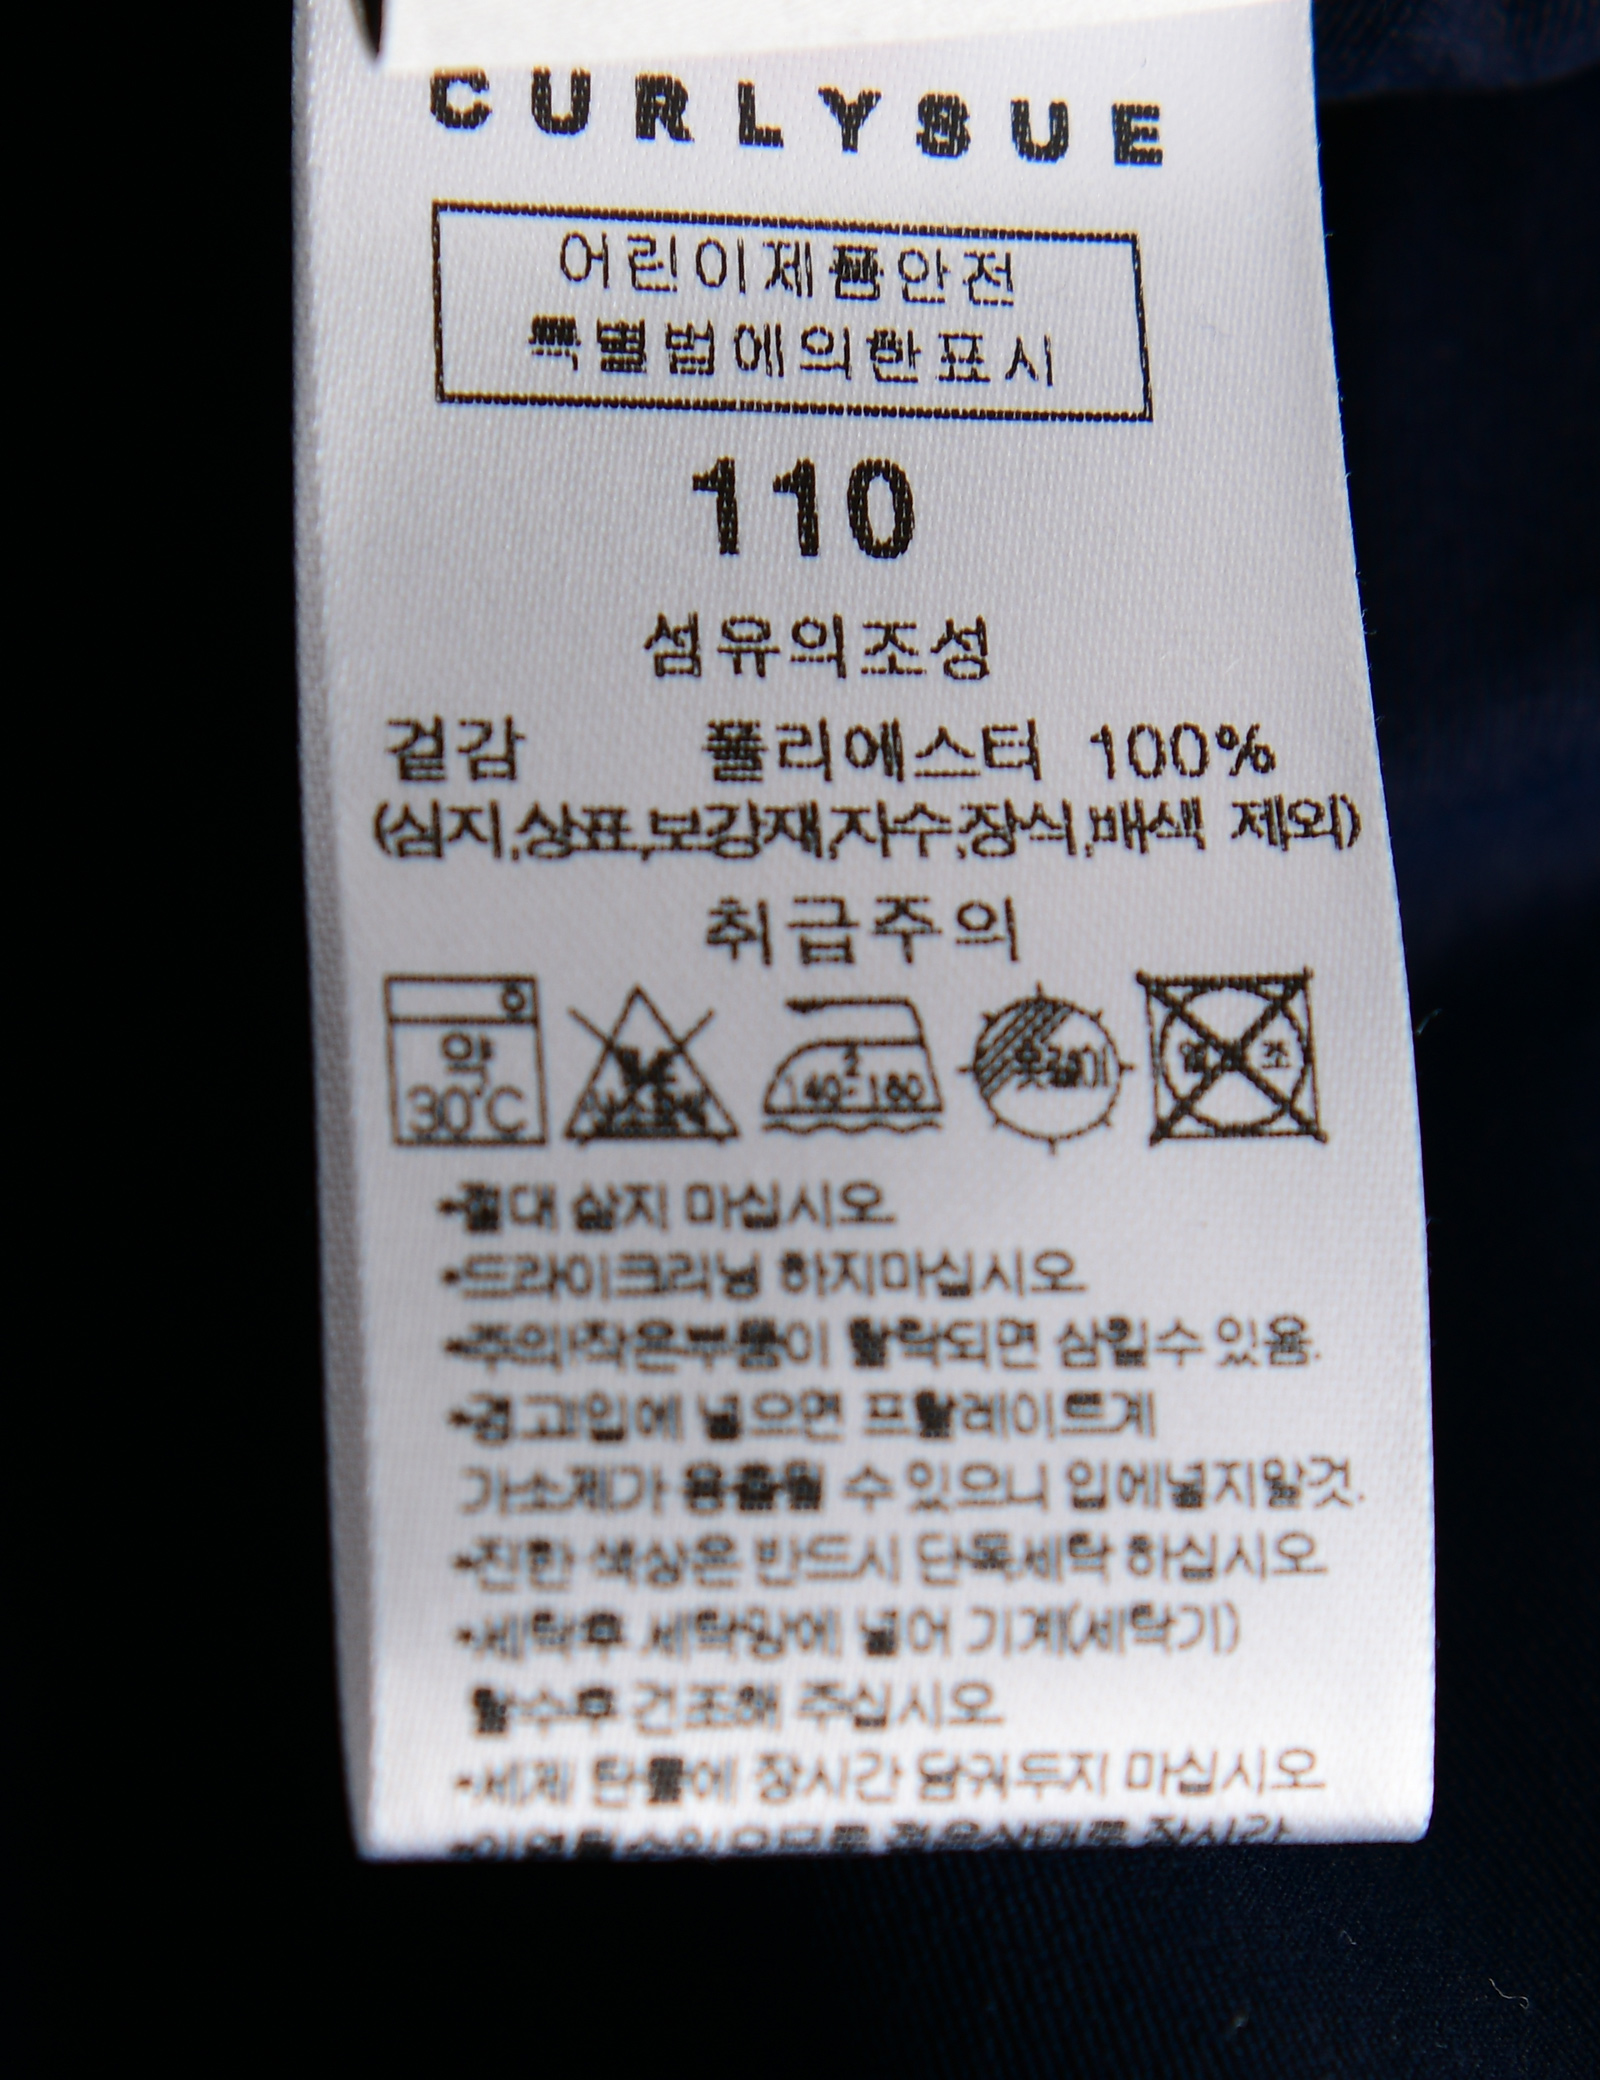 CURLYSUE
어린이제품안전
특별법에의한표시
110
섬유의조성
겉감 폴리에스터 100%
(심지,상표,보강재,자수,장식,배색 제외)
취급주의
약
30℃
2
140-160
옷걸이
조
•절대 삶지 마십시오
•드라이크리닝 하지마십시오
•주의!작은부품이 탈락되면 삼킬수 있음.
•경고!입에 넣으면 프탈레이트계
가소제가 용출될 수 있으니 입에넣지말것.
•진한 색상은 반드시 단독세탁 하십시오
•세탁후 세탁망에 넣어 기계(세탁기)
탈수후 건조해 주십시오
•세제 탄물에 장시간 담궈두지 마십시오
장시간